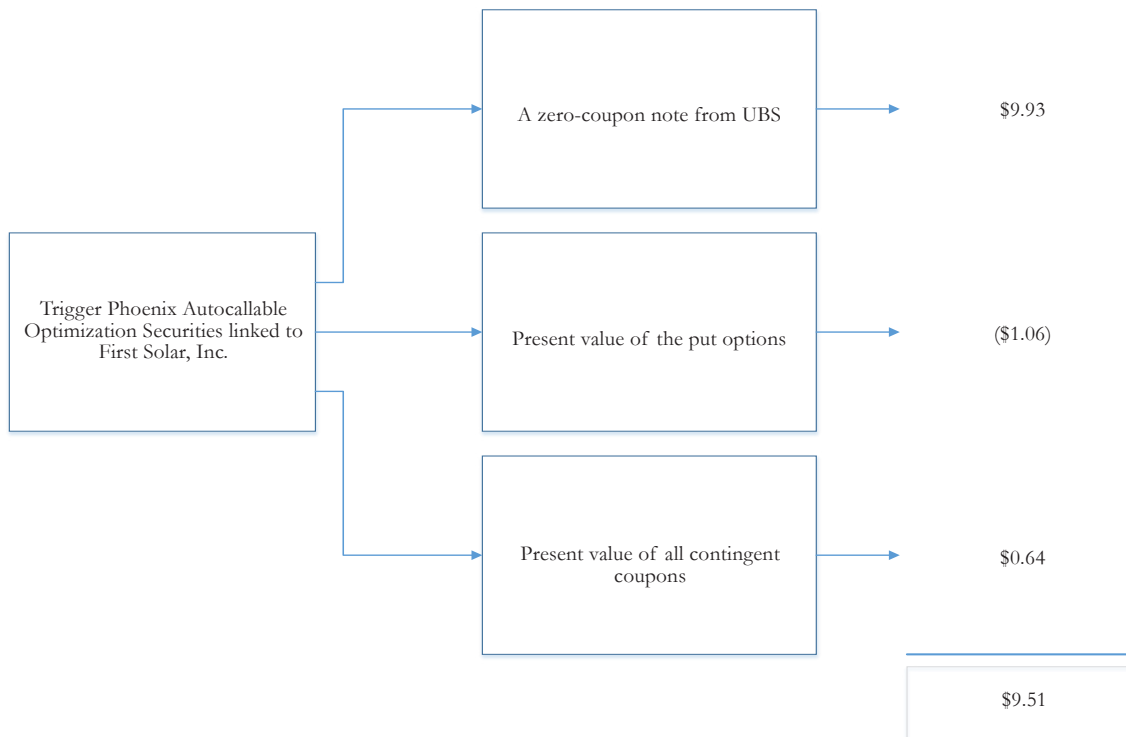 A zero-coupon note from UBS
$9.93
Trigger Phoenix Autocallable
Optimization Securities linked to
First Solar, Inc.
Present value of the put options
($1.06)
Present value of all contingent
coupons
$0.64
$9.51